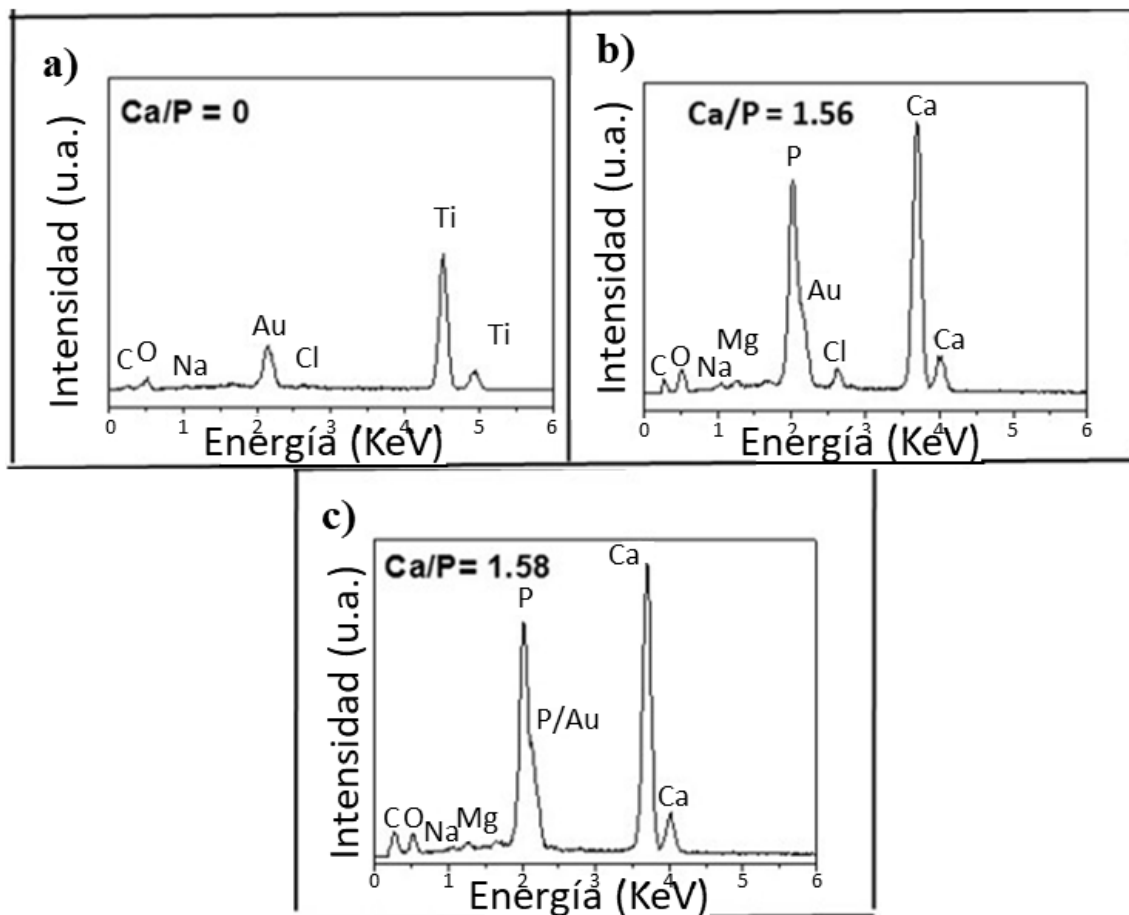 a)
Ca/P = 0
Intensidad (u.a.)
C O Na Au Cl Ti Ti
0 1 2 3 4 5 6
Energía (KeV)
b)
Ca/P = 1.56
Intensidad (u.a.)
C O Na Mg P Au Cl Ca Ca
0 1 2 3 4 5 6
Energía (KeV)
c)
Ca/P= 1.58
Intensidad (u.a.)
C O Na Mg P P/Au Ca Ca
0 1 2 3 4 5 6
Energía (KeV)